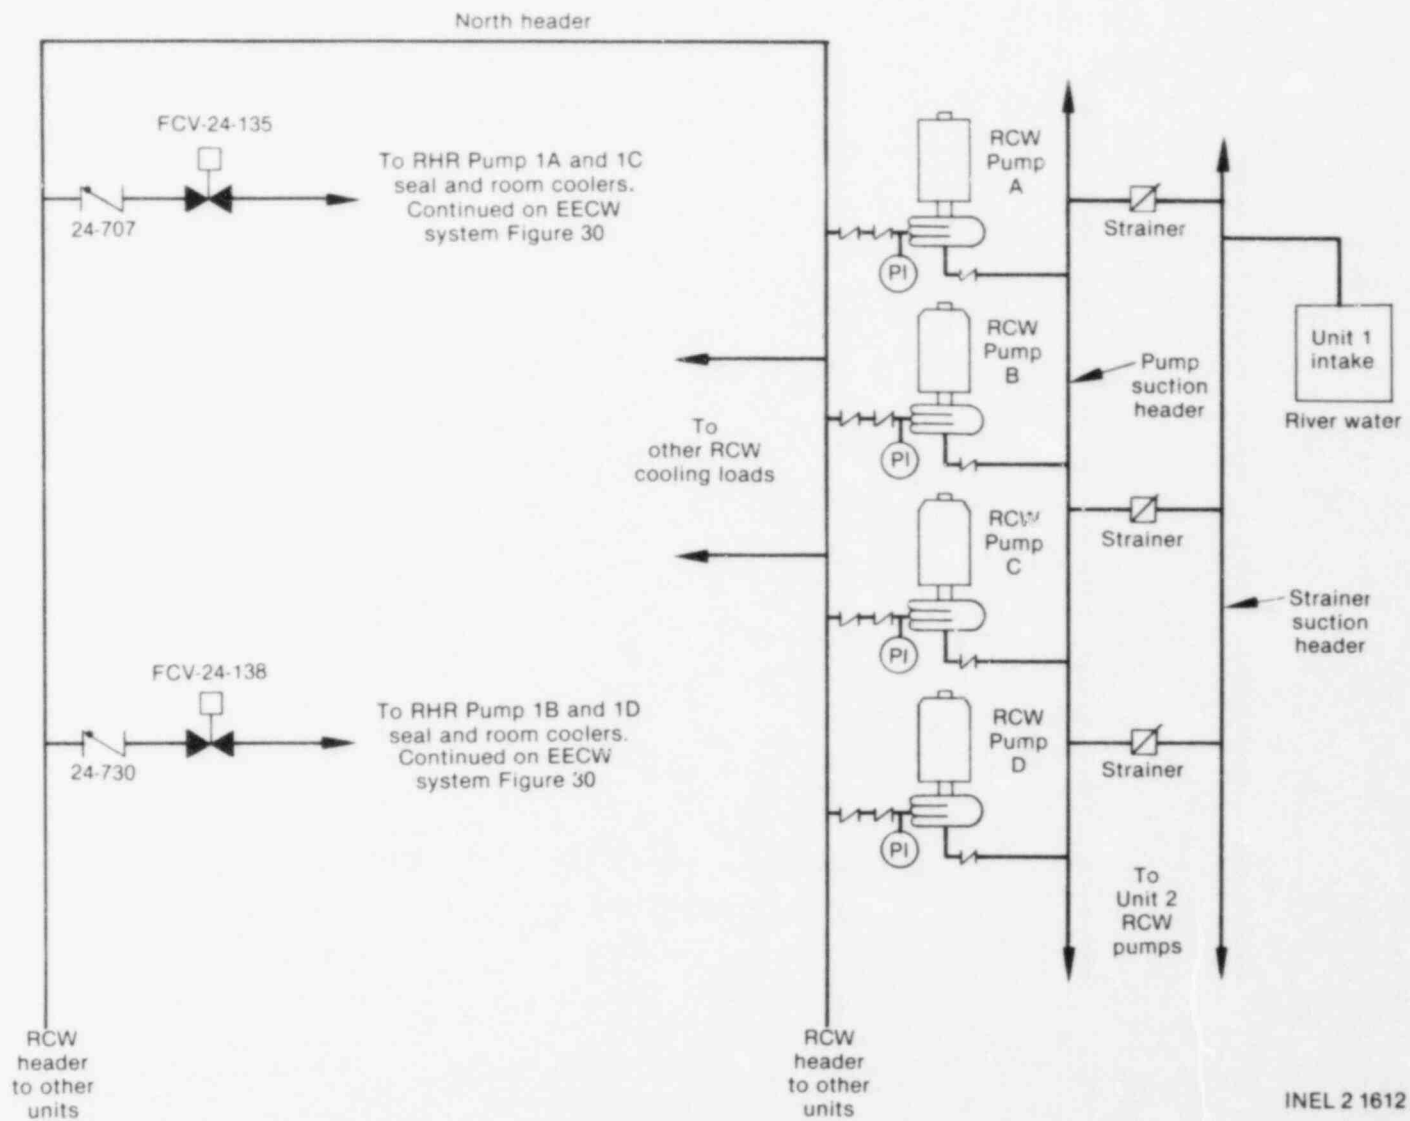 North header
FCV-24-135
24-707
To RHR Pump 1A and 1C
seal and room coolers.
Continued on EECW
system Figure 30
RCW
Pump
A
PI
Strainer
Unit 1
intake
River water
RCW
Pump
B
PI
Pump
suction
header
To
other RCW
cooling loads
RCW
Pump
C
PI
Strainer
Strainer
suction
header
FCV-24-138
24-730
To RHR Pump 1B and 1D
seal and room coolers.
Continued on EECW
system Figure 30
RCW
Pump
D
PI
Strainer
To
Unit 2
RCW
pumps
RCW
header
to other
units
RCW
header
to other
units
INEL 2 1612